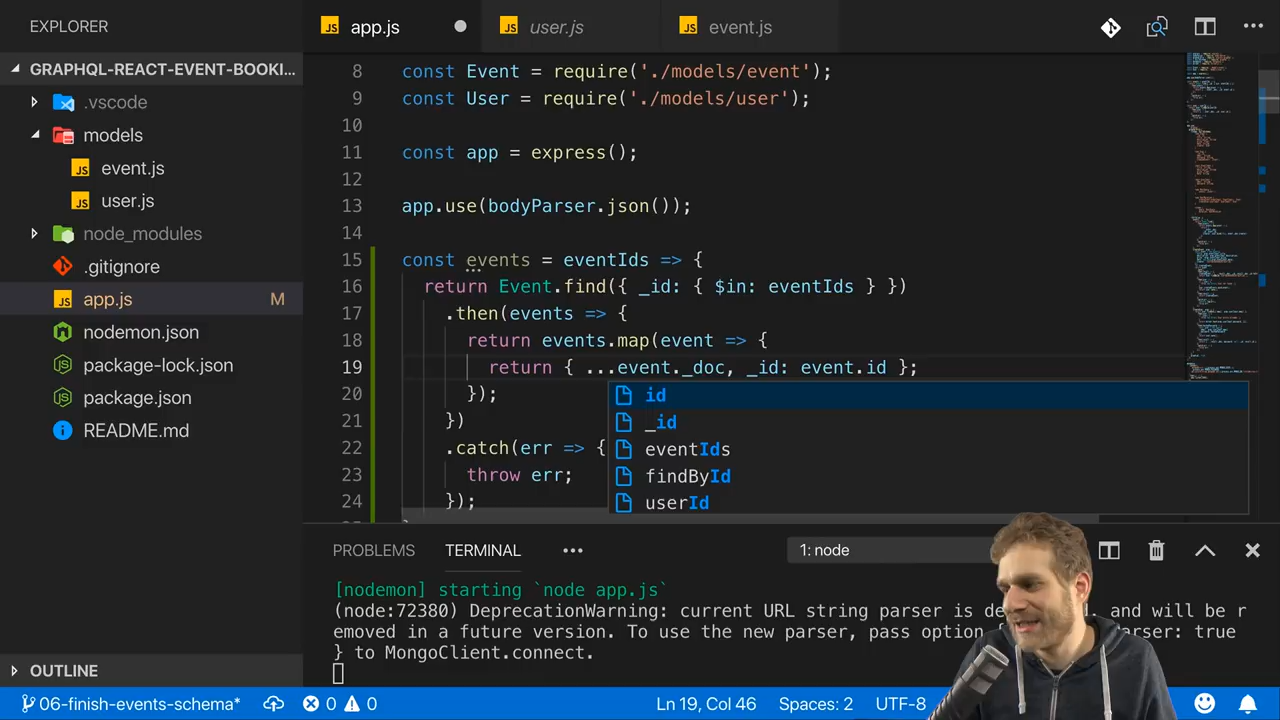 EXPLORER
app.js
user.js
event.js
GRAPHQL-REACT-EVENT-BOOKI...
.vscode
models
event.js
user.js
node_modules
.gitignore
app.js M
nodemon.json
package-lock.json
package.json
README.md
OUTLINE
8 const Event = require('./models/event');
9 const User = require('./models/user');
10
11 const app = express();
12
13 app.use(bodyParser.json());
14
15 const events = eventIds => {
16 return Event.find({ _id: { $in: eventIds } })
17 .then(events => {
18 return events.map(event => {
19 return { ...event._doc, _id: event.id };
20 });
21 })
22 .catch(err => {
23 throw err;
24 });
id
_id
eventIds
findById
userId
PROBLEMS TERMINAL ... 1: node
[nodemon] starting `node app.js`
(node:72380) DeprecationWarning: current URL string parser is and will be r
emoved in a future version. To use the new parser, pass option { true
} to MongoClient.connect.
06-finish-events-schema* 0 0 Ln 19, Col 46 Spaces: 2 UTF-8